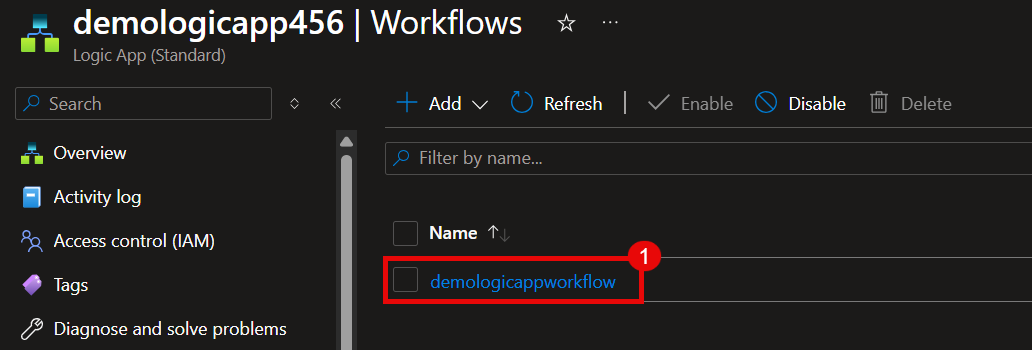 demologicapp456 | Workflows
Logic App (Standard)
Search
Add Refresh Enable Disable Delete
Overview
Activity log
Access control (IAM)
Tags
Diagnose and solve problems
Filter by name...
Name
1
demologicappworkflow